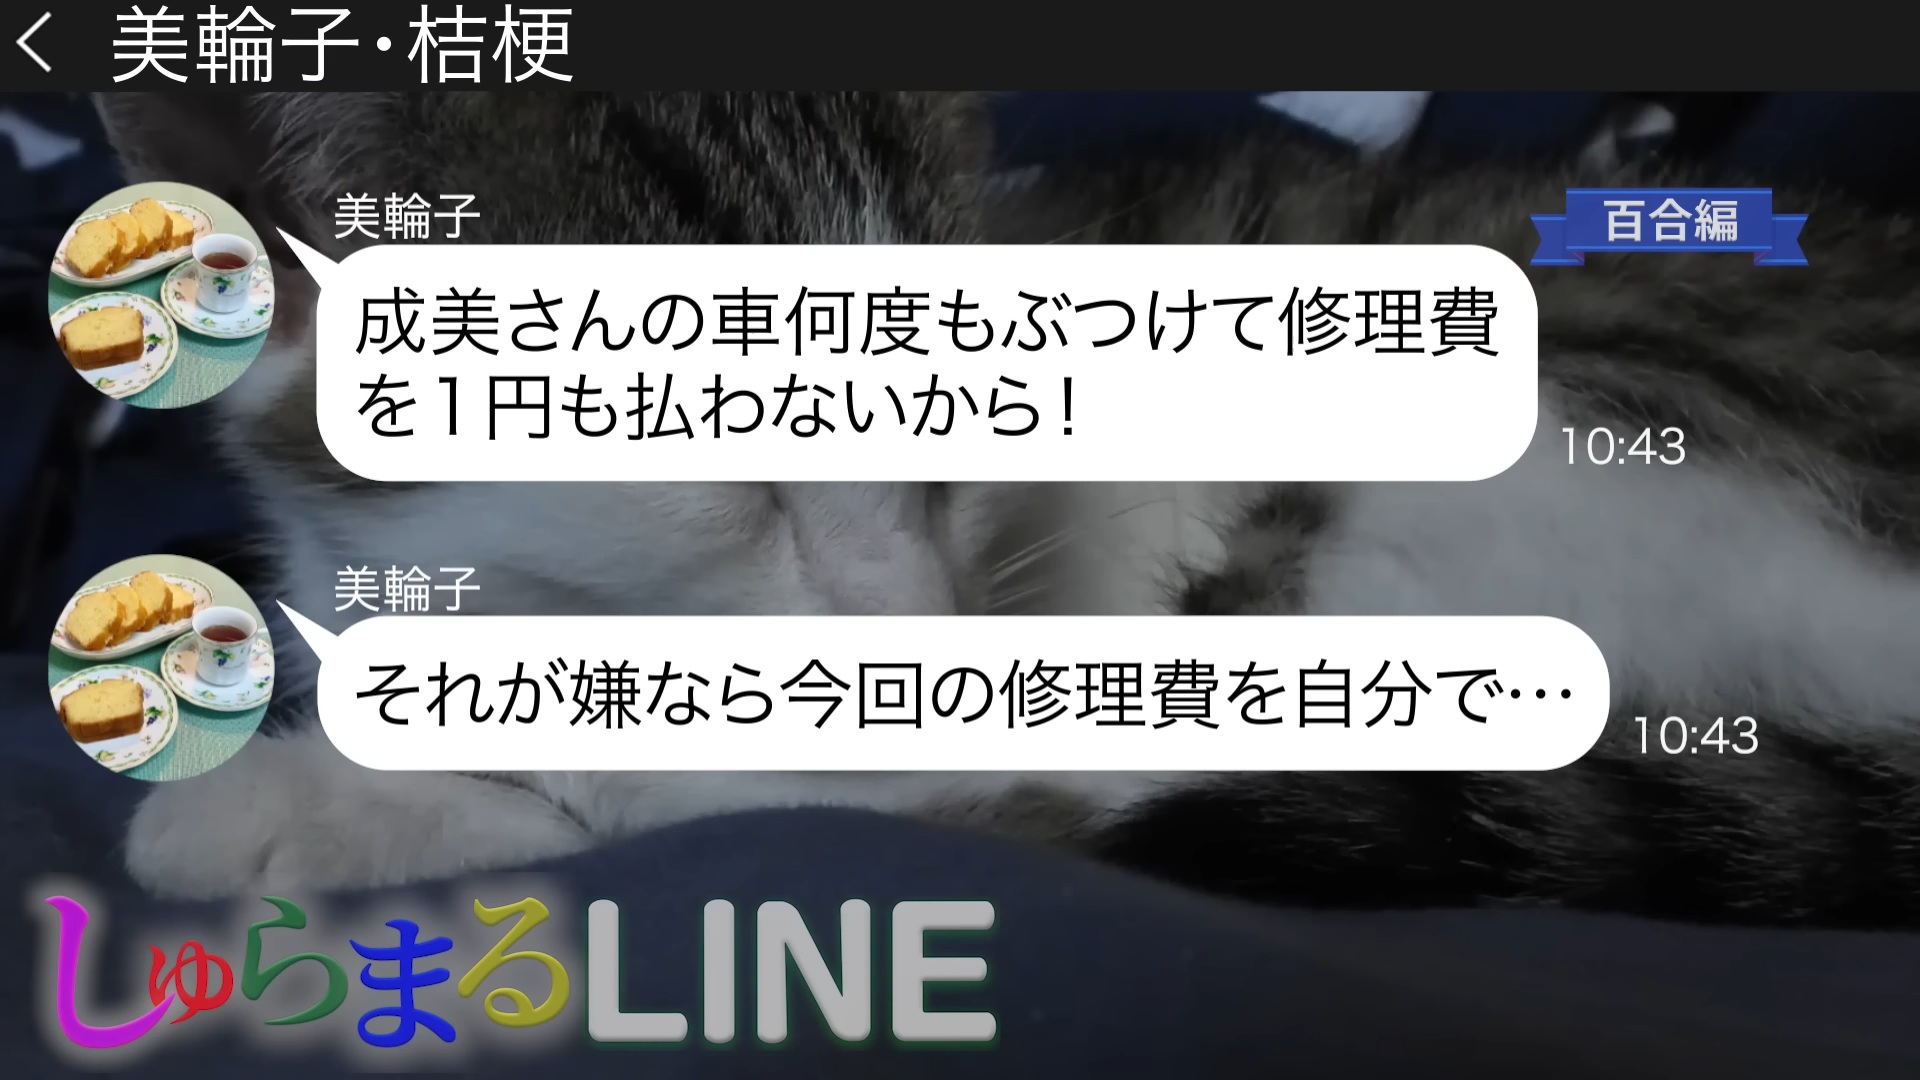 美輪子・桔梗
美輪子
百合編
成美さんの車何度もぶつけて修理費
を１円も払わないから！
10:43
美輪子
それが嫌なら今回の修理費を自分で…
10:43
しゅらまるLINE